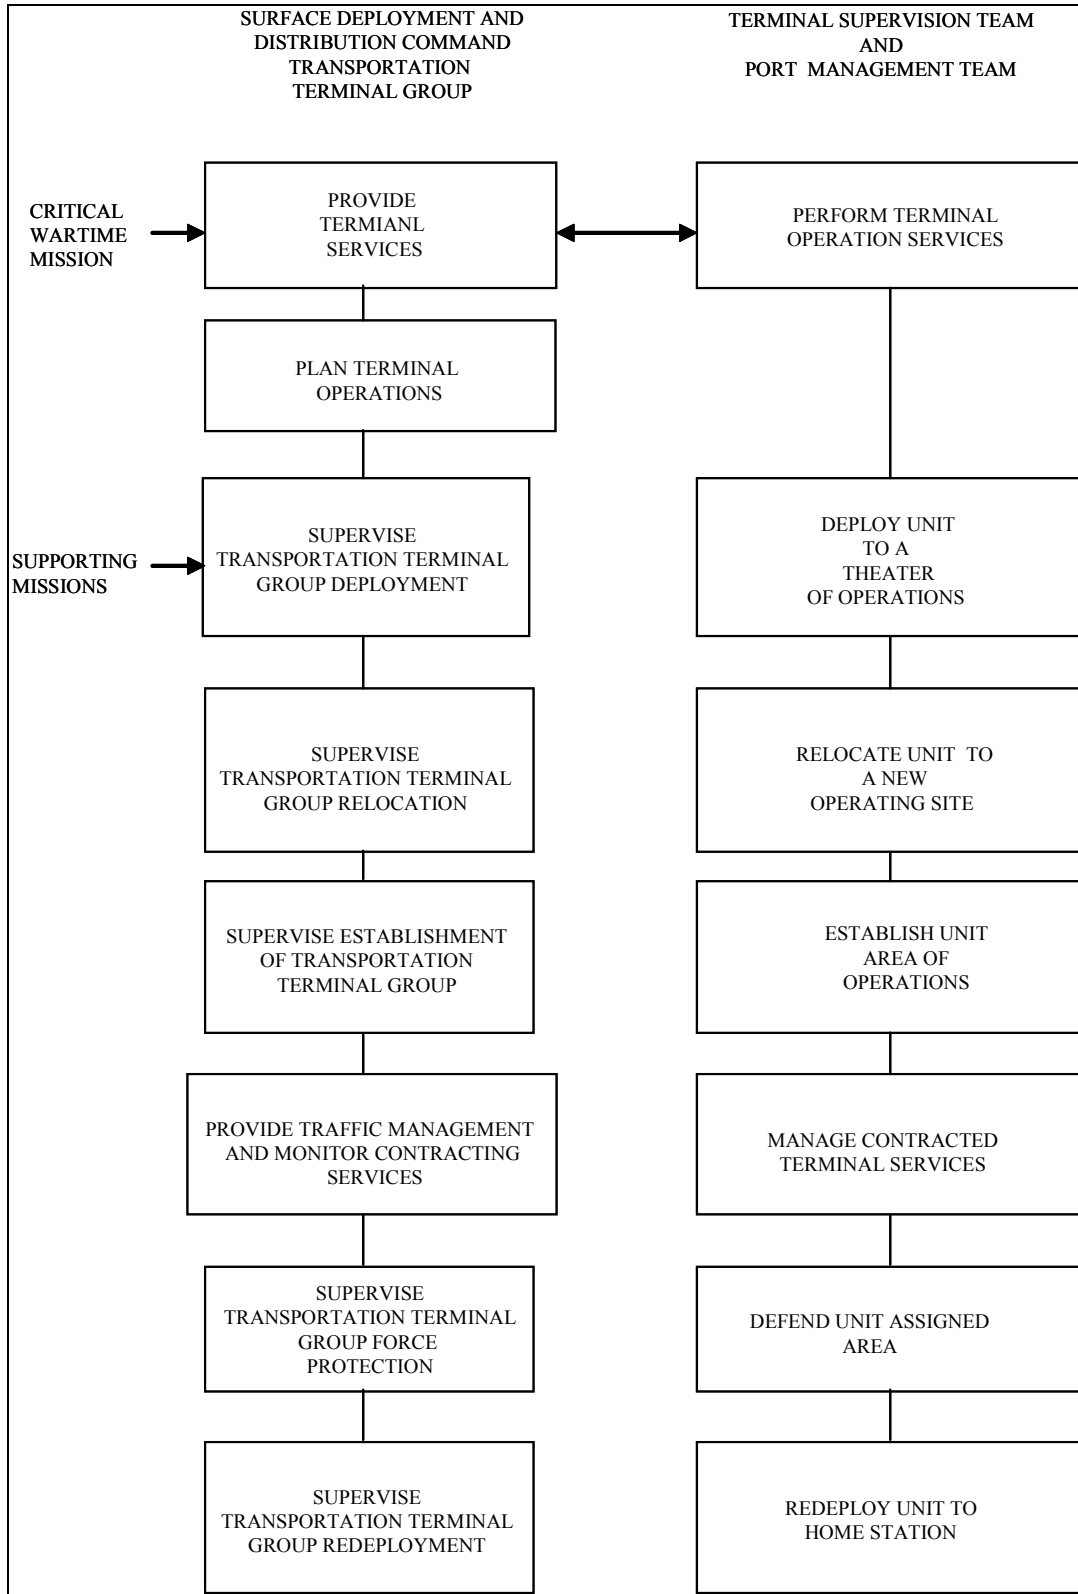 SURFACE DEPLOYMENT AND
DISTRIBUTION COMMAND
TRANSPORTATION
TERMINAL GROUP
TERMINAL SUPERVISION TEAM
AND
PORT MANAGEMENT TEAM
CRITICAL
WARTIME
MISSION
PROVIDE
TERMIANL
SERVICES
PERFORM TERMINAL
OPERATION SERVICES
PLAN TERMINAL
OPERATIONS
SUPPORTING
MISSIONS
SUPERVISE
TRANSPORTATION TERMINAL
GROUP DEPLOYMENT
DEPLOY UNIT
TO A
THEATER
OF OPERATIONS
SUPERVISE
TRANSPORTATION TERMINAL
GROUP RELOCATION
RELOCATE UNIT TO
A NEW
OPERATING SITE
SUPERVISE ESTABLISHMENT
OF TRANSPORTATION
TERMINAL GROUP
ESTABLISH UNIT
AREA OF
OPERATIONS
PROVIDE TRAFFIC MANAGEMENT
AND MONITOR CONTRACTING
SERVICES
MANAGE CONTRACTED
TERMINAL SERVICES
SUPERVISE
TRANSPORTATION TERMINAL
GROUP FORCE
PROTECTION
DEFEND UNIT ASSIGNED
AREA
SUPERVISE
TRANSPORTATION TERMINAL
GROUP REDEPLOYMENT
REDEPLOY UNIT TO
HOME STATION